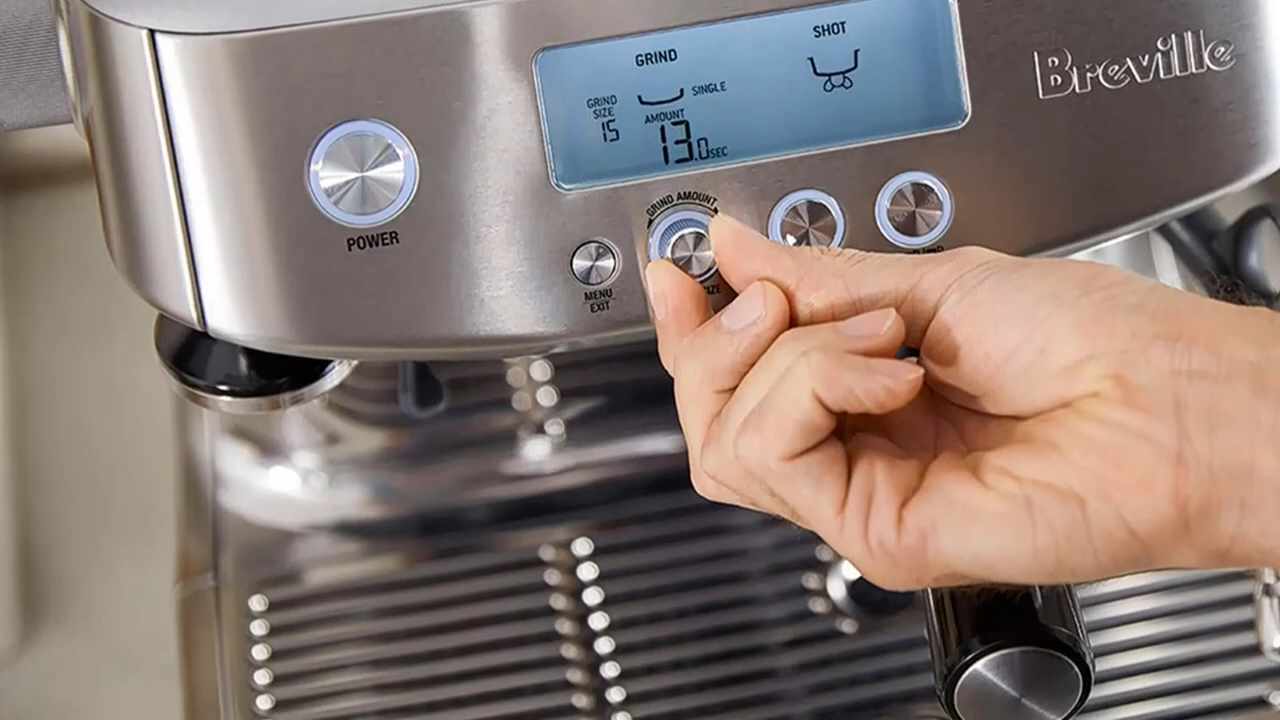 GRIND
SHOT
Breville
GRIND
SIZE
15
SINGLE
AMOUNT
13.0SEC
POWER
GRIND AMOUNT
MENU
EXIT